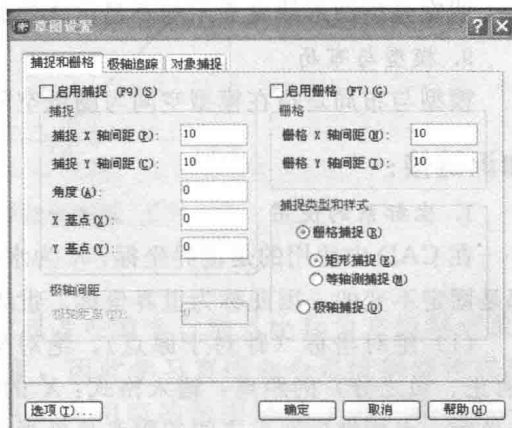 草图设置
捕捉和栅格 极轴追踪 对象捕捉
启用捕捉 (F9)(S)
捕捉
捕捉 X 轴间距(P): 10
捕捉 Y 轴间距(C): 10
角度(A): 0
X 基点(X): 0
Y 基点(Y): 0
极轴间距
极轴距离(D): 0
启用栅格 (F7)(G)
栅格
栅格 X 轴间距(N): 10
栅格 Y 轴间距(I): 10
捕捉类型和样式
栅格捕捉(R)
矩形捕捉(E)
等轴测捕捉(M)
极轴捕捉(O)
选项(T)...
确定
取消
帮助(H)